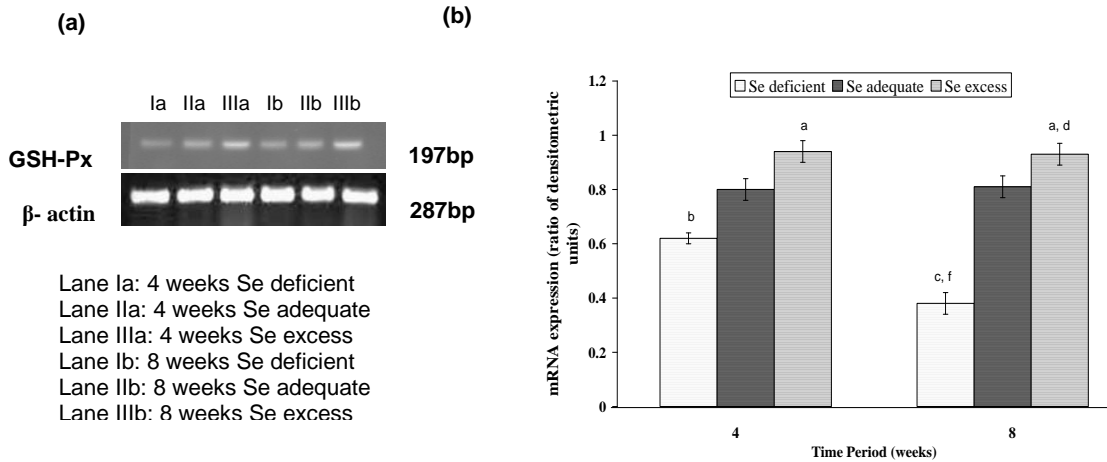 (a)
Ia IIa IIIa Ib IIb IIIb
GSH-Px
197bp
β- actin
287bp
Lane Ia: 4 weeks Se deficient
Lane IIa: 4 weeks Se adequate
Lane IIIa: 4 weeks Se excess
Lane Ib: 8 weeks Se deficient
Lane IIb: 8 weeks Se adequate
Lane IIIb: 8 weeks Se excess
(b)
mRNA expression (ratio of densitometric
units)
1.2
1
0.8
0.6
0.4
0.2
0
Se deficient Se adequate Se excess
b
a
c, f
a, d
4
8
Time Period (weeks)